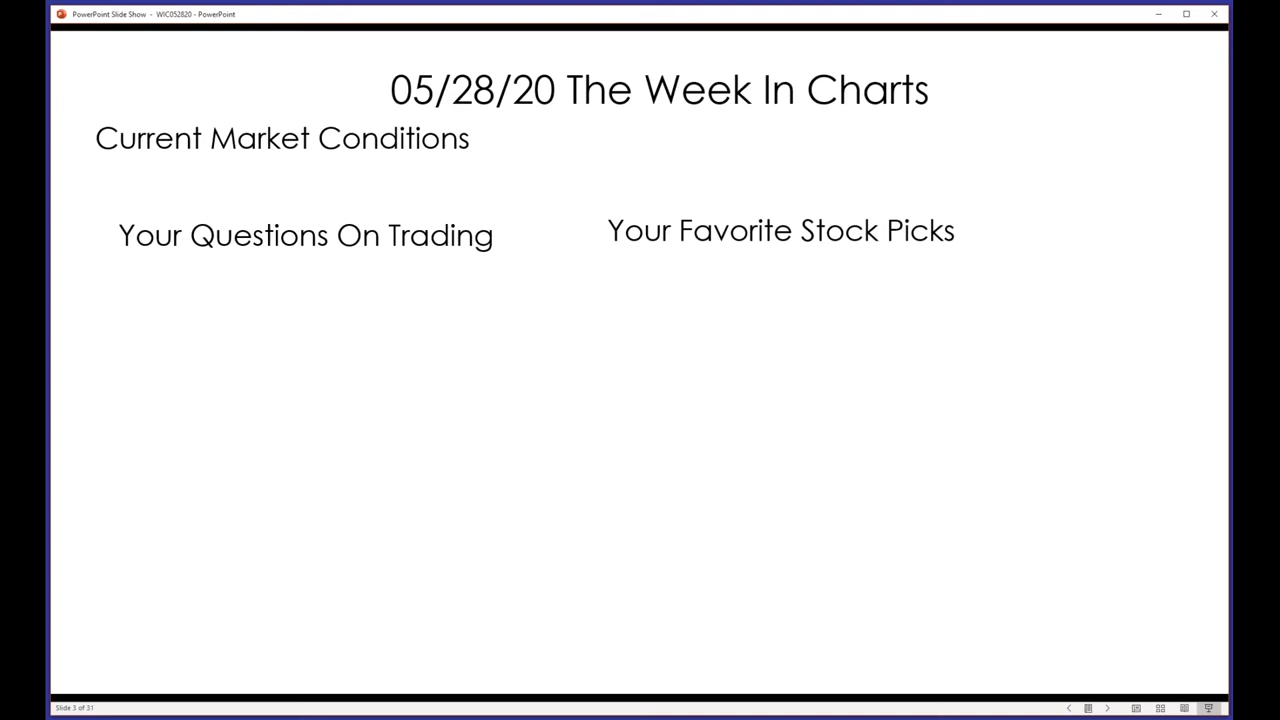 PowerPoint Slide Show - WIC052820 - PowerPoint
05/28/20 The Week In Charts
Current Market Conditions
Your Questions On Trading
Your Favorite Stock Picks
Slide 3 of 31